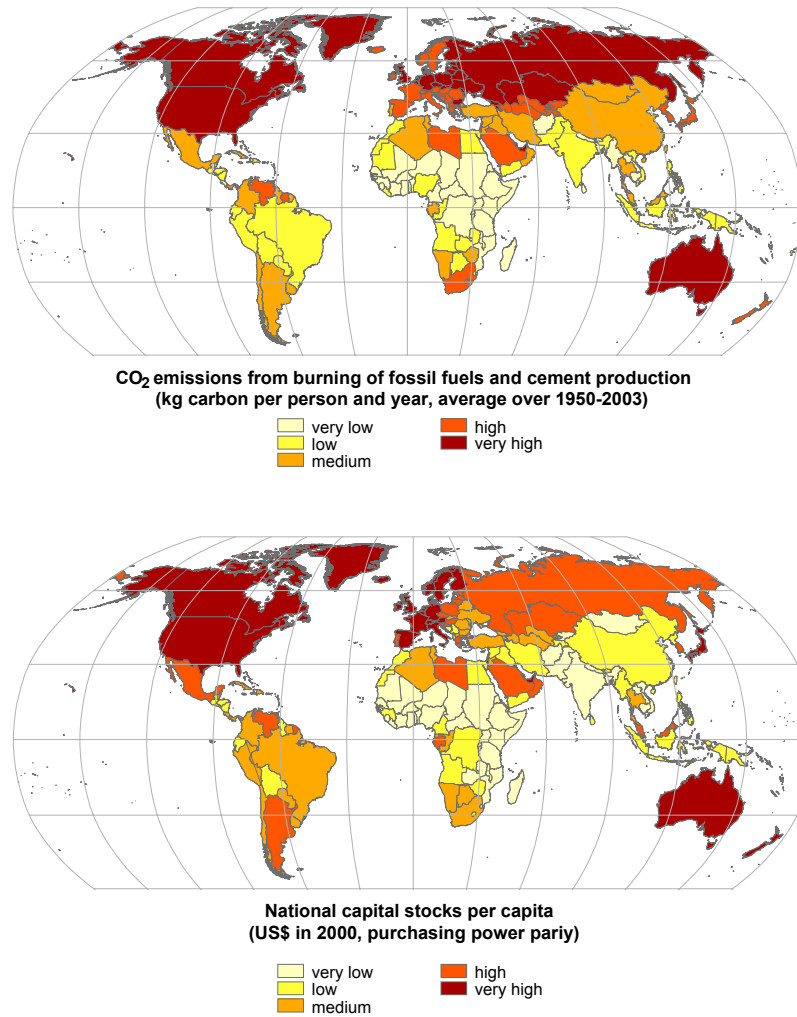 CO2 emissions from burning of fossil fuels and cement production
(kg carbon per person and year, average over 1950-2003)
very low
low
medium
high
very high
National capital stocks per capita
(US$ in 2000, purchasing power pariy)
very low
low
medium
high
very high